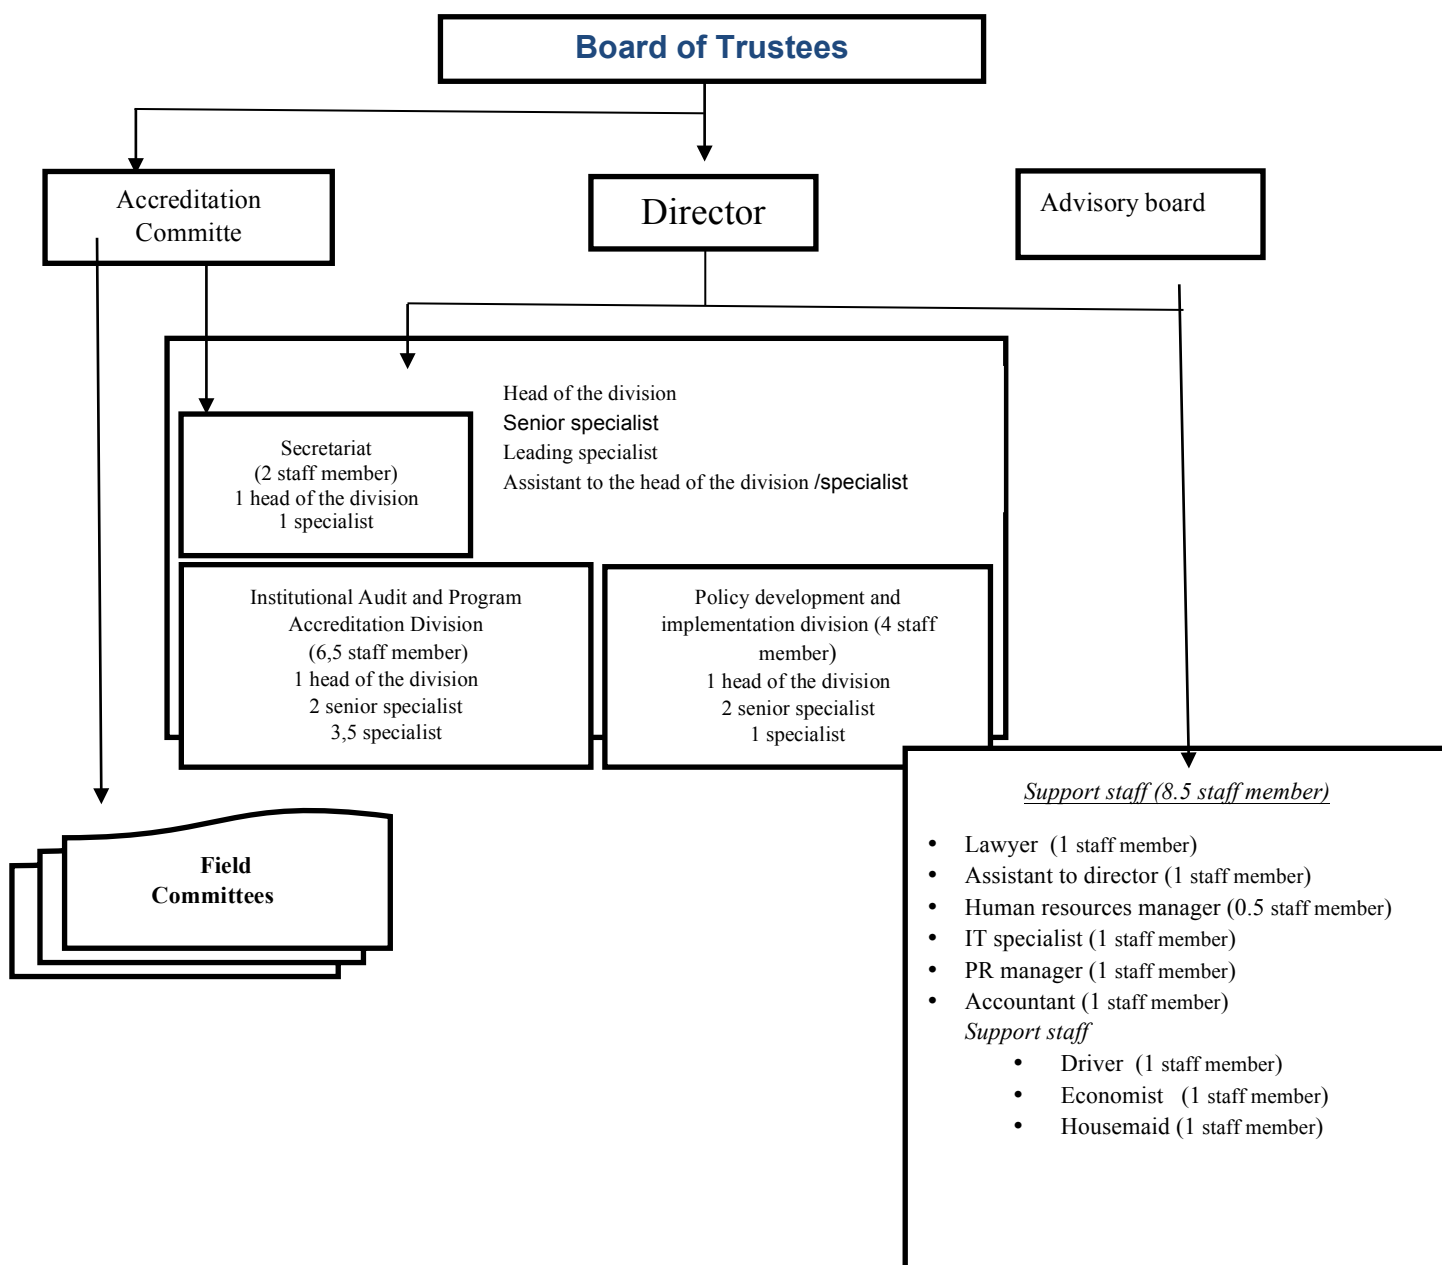 Board of Trustees
Accreditation
Committe
Director
Advisory board
Head of the division
Senior specialist
Leading specialist
Assistant to the head of the division /specialist
Secretariat
(2 staff member)
1 head of the division
1 specialist
Institutional Audit and Program
Accreditation Division
(6,5 staff member)
1 head of the division
2 senior specialist
3,5 specialist
Policy development and
implementation division (4 staff
member)
1 head of the division
2 senior specialist
1 specialist
Field
Committees
Support staff (8.5 staff member)
• Lawyer (1 staff member)
• Assistant to director (1 staff member)
• Human resources manager (0.5 staff member)
• IT specialist (1 staff member)
• PR manager (1 staff member)
• Accountant (1 staff member)
Support staff
• Driver (1 staff member)
• Economist (1 staff member)
• Housemaid (1 staff member)